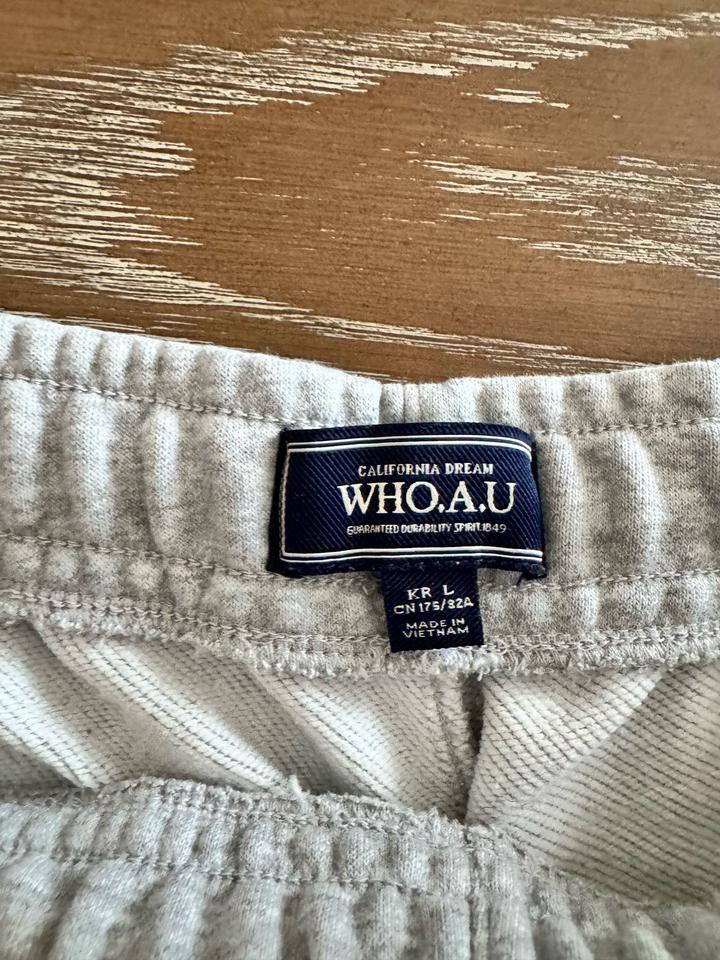 CALIFORNIA DREAM
WHO.A.U
GUARANTEED DURABILITY SPIRIT.1849
KR L
CN 175/82A
MADE IN
VIETNAM